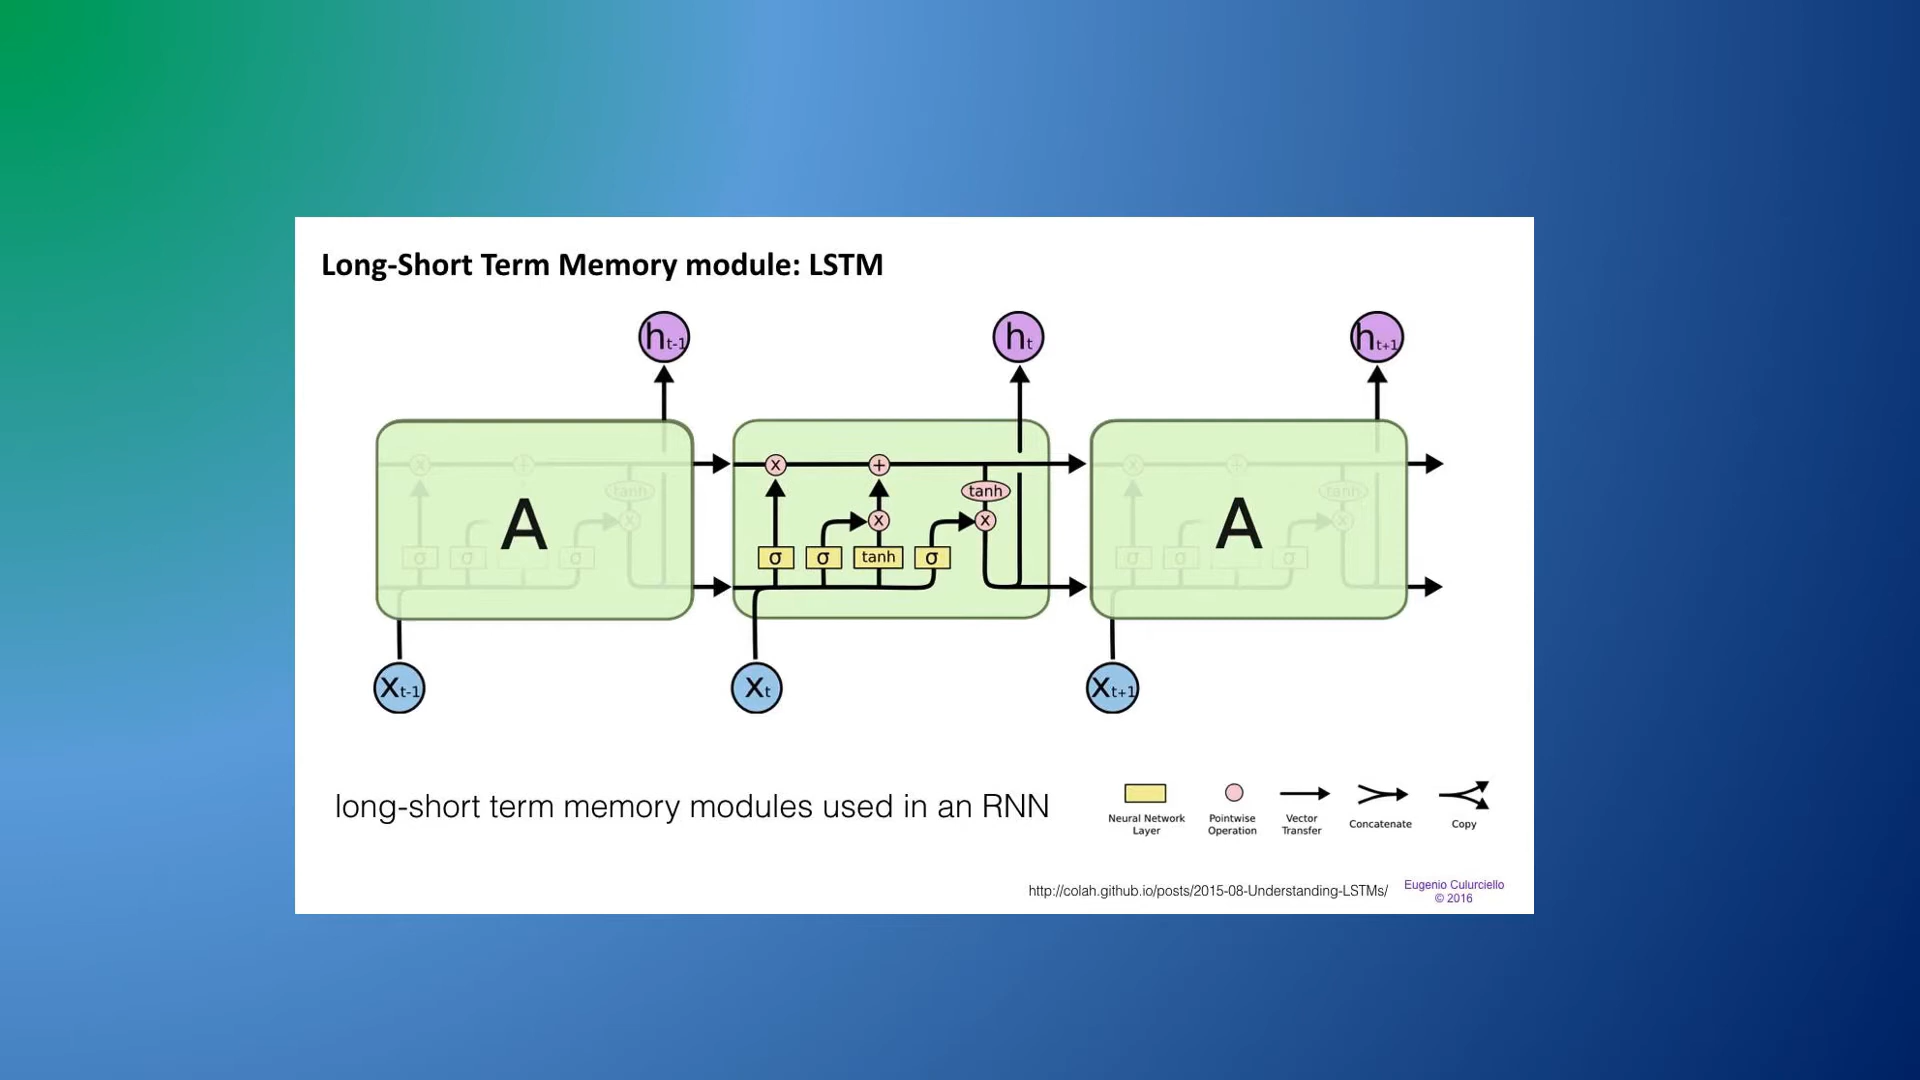 Long-Short Term Memory module: LSTM
ht-1
ht
ht+1
x
+
x
+
x
+
tanh
tanh
tanh
A
x
x
x
A
σ
σ
σ
σ
σ
tanh
σ
σ
σ
σ
xt-1
xt
xt+1
long-short term memory modules used in an RNN
Neural Network
Layer
Pointwise
Operation
Vector
Transfer
Concatenate
Copy
http://colah.github.io/posts/2015-08-Understanding-LSTMs/
Eugenio Culurciello
© 2016